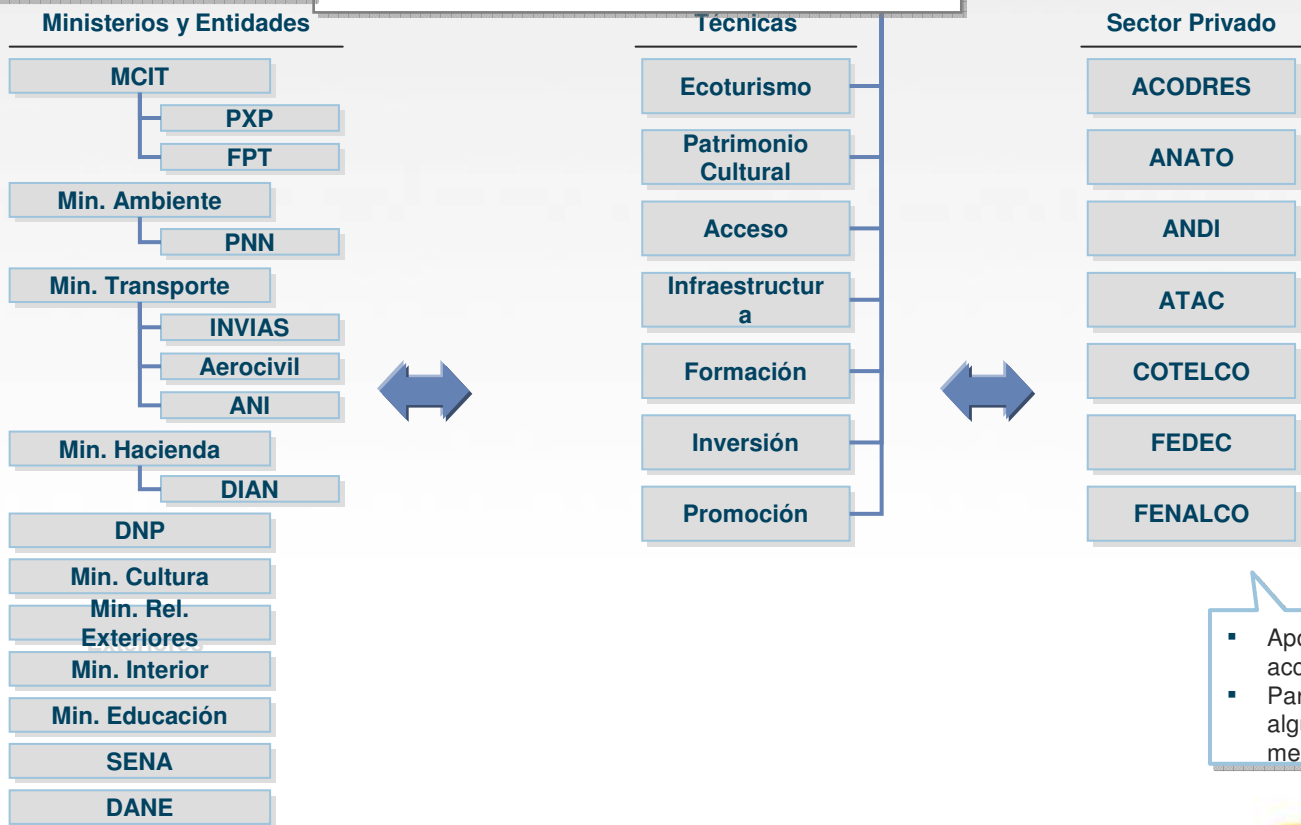 Ministerios y Entidades
MCIT
PXP
FPT
Min. Ambiente
PNN
Min. Transporte
INVIAS
Aerocivil
ANI
Min. Hacienda
DIAN
DNP
Min. Cultura
Min. Rel.
Exteriores
Min. Interior
Min. Educación
SENA
DANE
Técnicas
Ecoturismo
Patrimonio
Cultural
Acceso
Infraestructur
a
Formación
Inversión
Promoción
Sector Privado
ACODRES
ANATO
ANDI
ATAC
COTELCO
FEDEC
FENALCO